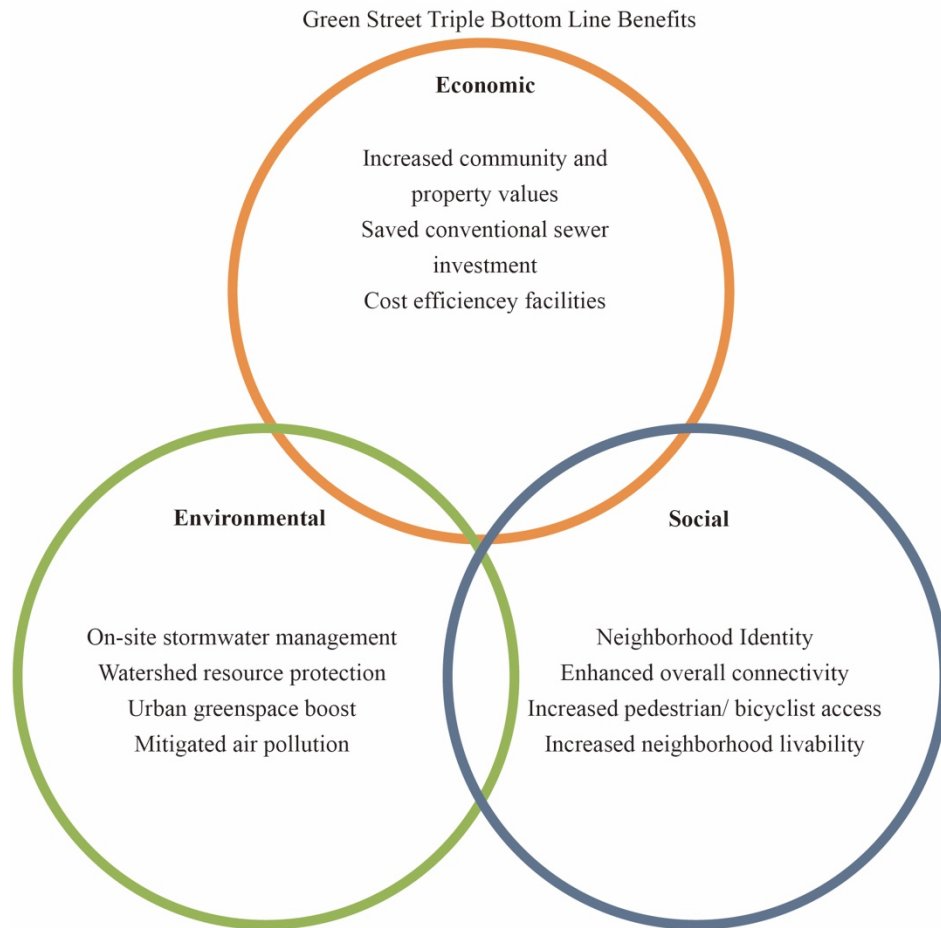 Green Street Triple Bottom Line Benefits
Economic
Increased community and
property values
Saved conventional sewer
investment
Cost efficiencey facilities
Environmental
On-site stormwater management
Watershed resource protection
Urban greenspace boost
Mitigated air pollution
Social
Neighborhood Identity
Enhanced overall connectivity
Increased pedestrian/ bicyclist access
Increased neighborhood livability